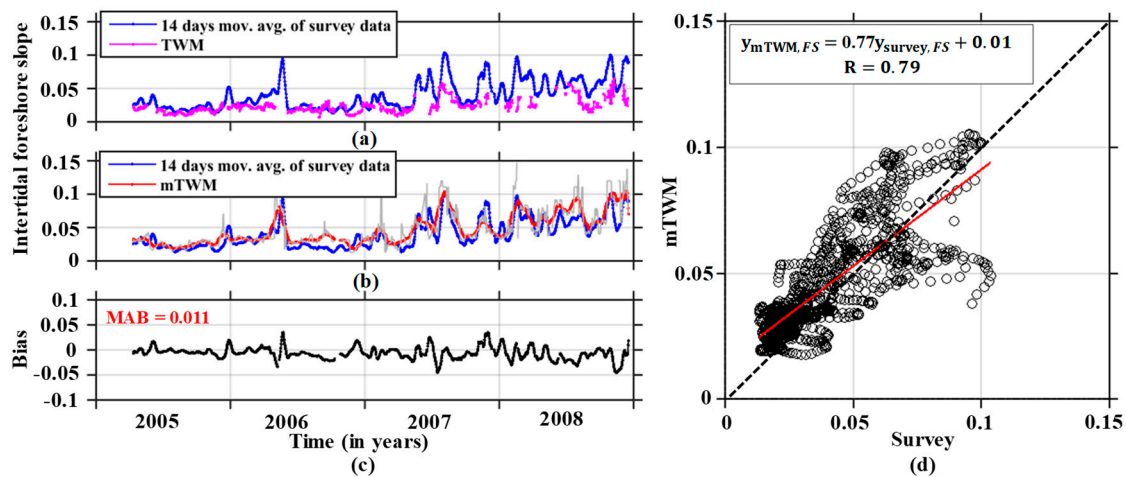 Intertidal foreshore slope
0.15
0.1
0.05
0
14 days mov. avg. of survey data
TWM
(a)
0.15
0.1
0.05
0
14 days mov. avg. of survey data
mTWM
(b)
Bias
0.1
0.05
0
-0.05
-0.1
MAB = 0.011
2005
2006
2007
2008
Time (in years)
(c)
mTWM
0.15
0.1
0.05
0
y_mTWM, FS = 0.77y_survey, FS + 0.01
R = 0.79
0
0.05
0.1
0.15
Survey
(d)